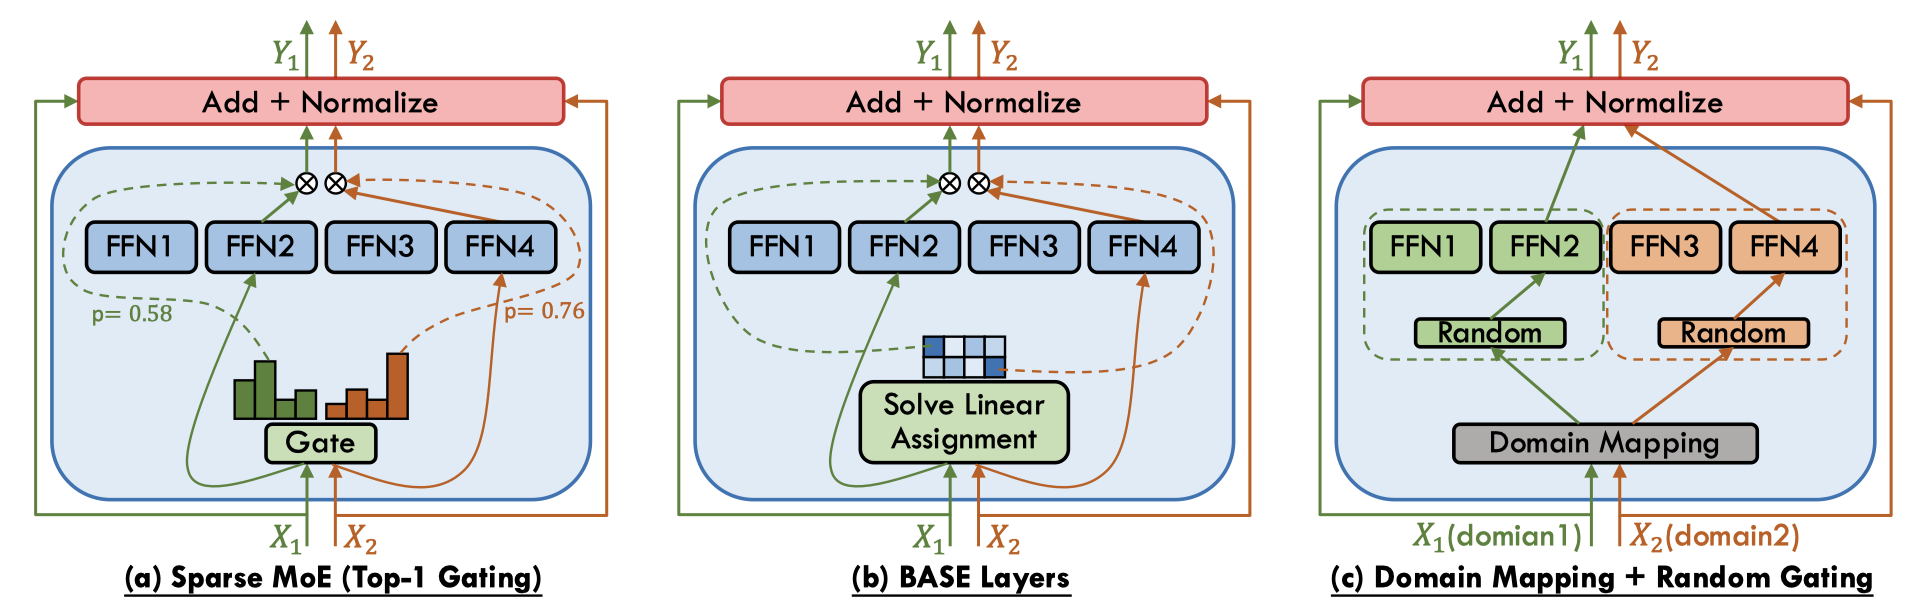 Y1 Y2
Add + Normalize
FFN1 FFN2 FFN3 FFN4
p= 0.58
p= 0.76
Gate
X1 X2
(a) Sparse MoE (Top-1 Gating)
Y1 Y2
Add + Normalize
FFN1 FFN2 FFN3 FFN4
Solve Linear
Assignment
X1 X2
(b) BASE Layers
Y1 Y2
Add + Normalize
FFN1 FFN2 FFN3 FFN4
Random Random
Domain Mapping
X1(domian1) X2(domain2)
(c) Domain Mapping + Random Gating